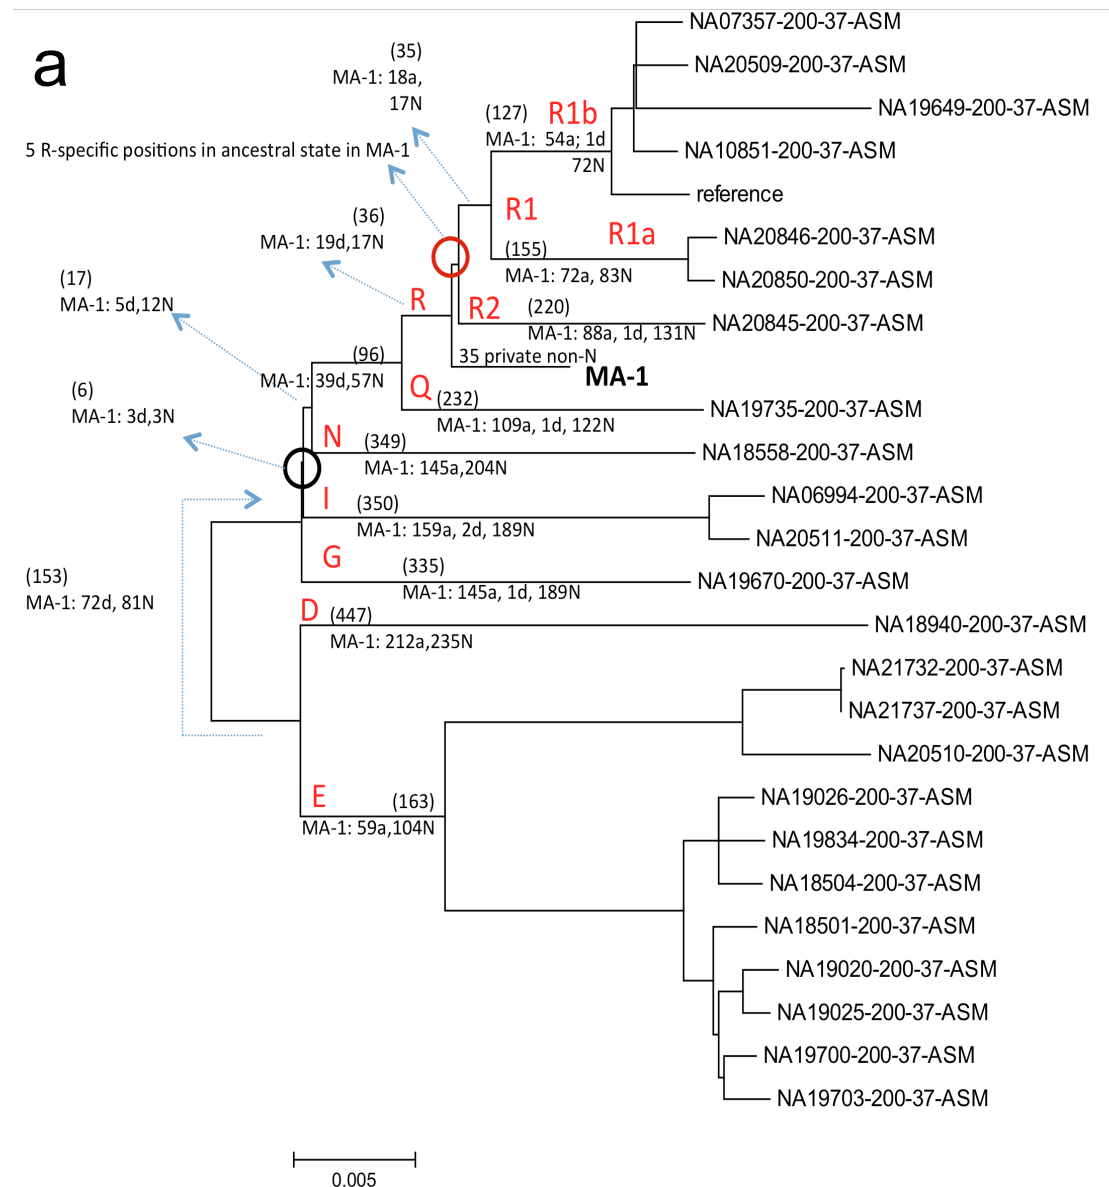 a
(35)
MA-1: 18a,
17N
5 R-specific positions in ancestral state in MA-1
(127)
R1b
MA-1: 54a; 1d
72N
NA07357-200-37-ASM
NA20509-200-37-ASM
NA19649-200-37-ASM
NA10851-200-37-ASM
reference
(36)
MA-1: 19d,17N
R1
R1a
(155)
MA-1: 72a, 83N
NA20846-200-37-ASM
NA20850-200-37-ASM
(17)
MA-1: 5d,12N
R
R2
(220)
MA-1: 88a, 1d, 131N
NA20845-200-37-ASM
(96)
MA-1: 39d,57N
35 private non-N
MA-1
(6)
MA-1: 3d,3N
Q
(232)
MA-1: 109a, 1d, 122N
NA19735-200-37-ASM
N
(349)
MA-1: 145a,204N
NA18558-200-37-ASM
I
(350)
MA-1: 159a, 2d, 189N
NA06994-200-37-ASM
NA20511-200-37-ASM
G
(335)
MA-1: 145a, 1d, 189N
NA19670-200-37-ASM
(153)
MA-1: 72d, 81N
D
(447)
MA-1: 212a,235N
NA18940-200-37-ASM
NA21732-200-37-ASM
NA21737-200-37-ASM
NA20510-200-37-ASM
E
(163)
MA-1: 59a,104N
NA19026-200-37-ASM
NA19834-200-37-ASM
NA18504-200-37-ASM
NA18501-200-37-ASM
NA19020-200-37-ASM
NA19025-200-37-ASM
NA19700-200-37-ASM
NA19703-200-37-ASM
0.005